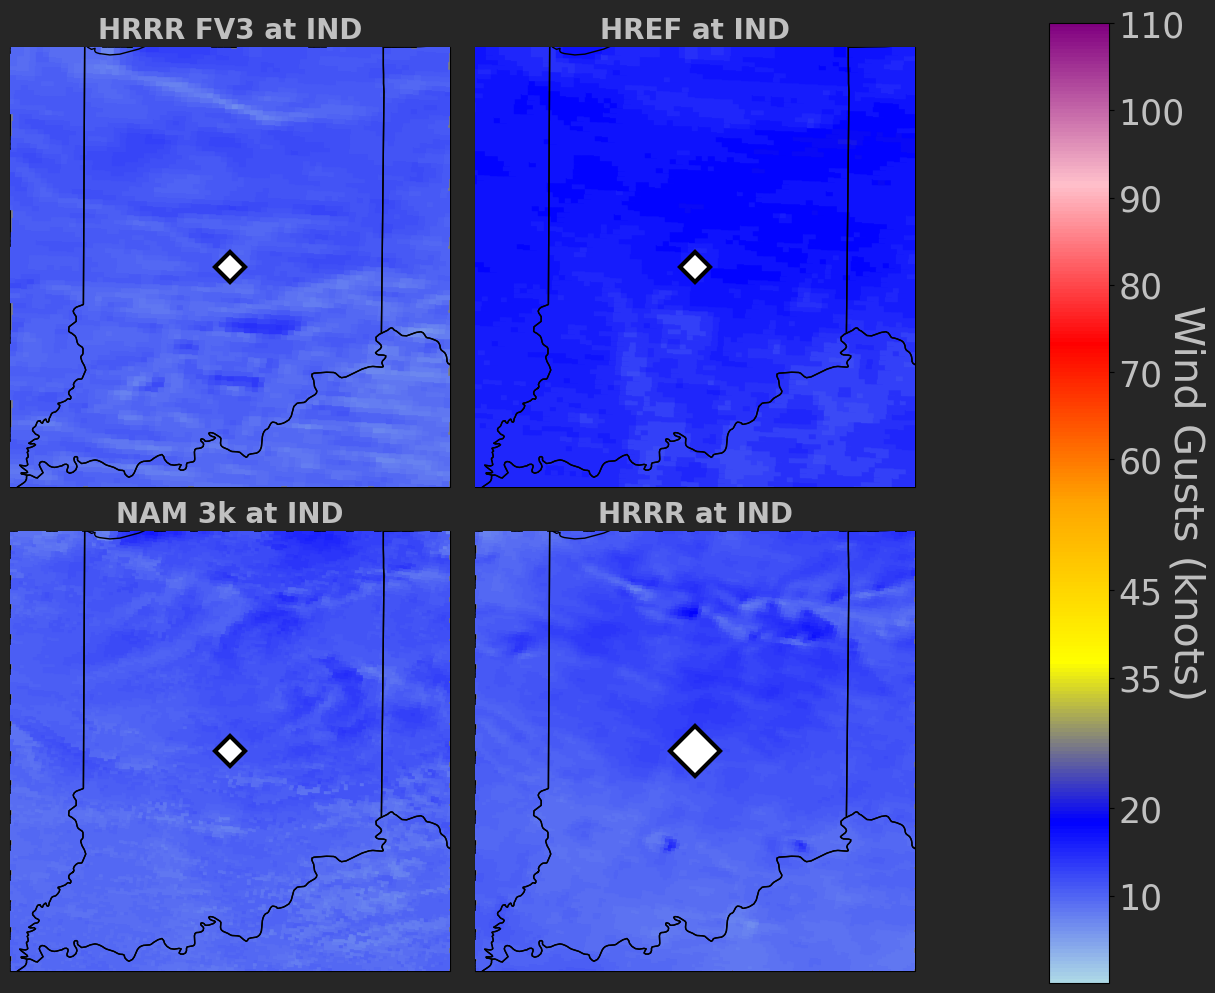 HRRR FV3 at IND
HREF at IND
NAM 3k at IND
HRRR at IND
110
100
90
80
70
60
45
35
20
10
Wind Gusts (knots)